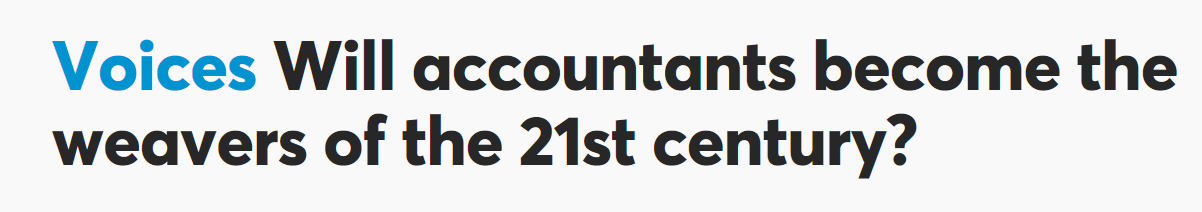 Voices Will accountants become the
weavers of the 21st century?